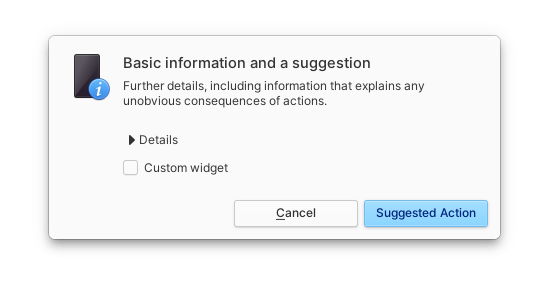 Basic information and a suggestion
Further details, including information that explains any
unobvious consequences of actions.
Details
Custom widget
Cancel
Suggested Action